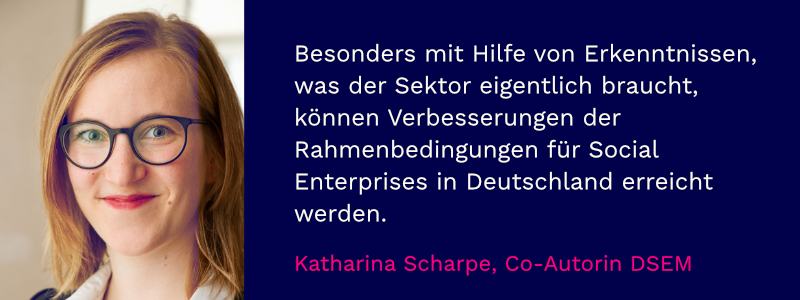 Besonders mit Hilfe von Erkenntnissen,
was der Sektor eigentlich braucht,
können Verbesserungen der
Rahmenbedingungen für Social
Enterprises in Deutschland erreicht
werden.
Katharina Scharpe, Co-Autorin DSEM